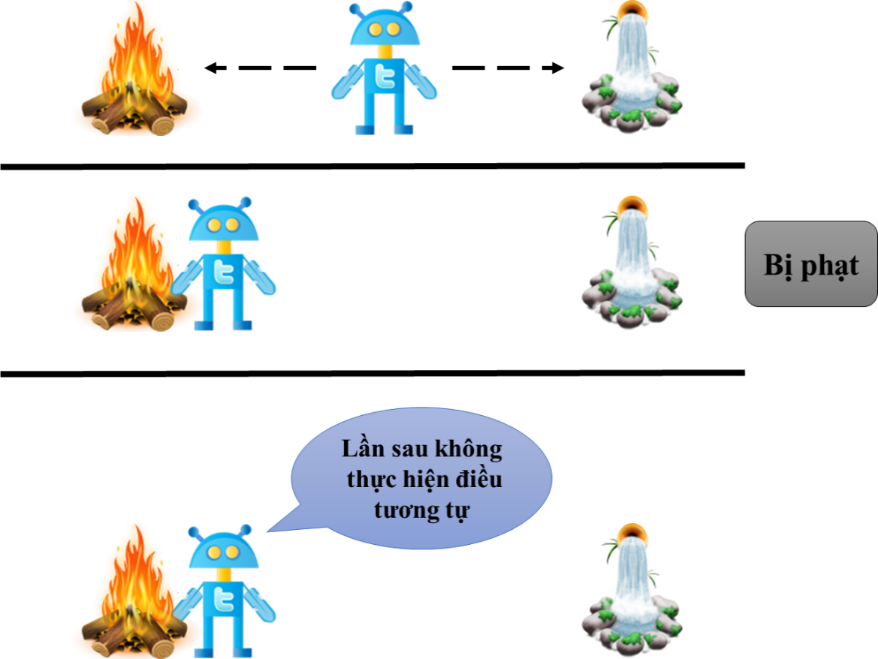 t
Bị phạt
t
Lần sau không
thực hiện điều
tương tự
t